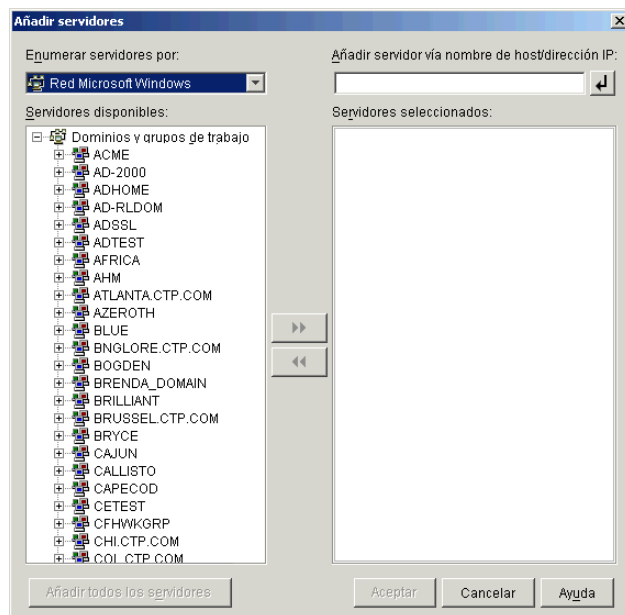 Añadir servidores
Enumerar servidores por:
Añadir servidor vía nombre de host/dirección IP:
Red Microsoft Windows
Servidores disponibles:
Servidores seleccionados:
Dominios y grupos de trabajo
ACME
AD-2000
ADHOME
AD-RLDOM
ADSSL
ADTEST
AFRICA
AHM
ATLANTA.CTP.COM
AZEROTH
BLUE
BNGLORE.CTP.COM
BOGDEN
BRENDA_DOMAIN
BRILLIANT
BRUSSEL.CTP.COM
BRYCE
CAJUN
CALLISTO
CAPECOD
CETEST
CFHWKGRP
CHI.CTP.COM
COL.CTP.COM
Añadir todos los servidores
Aceptar
Cancelar
Ayuda